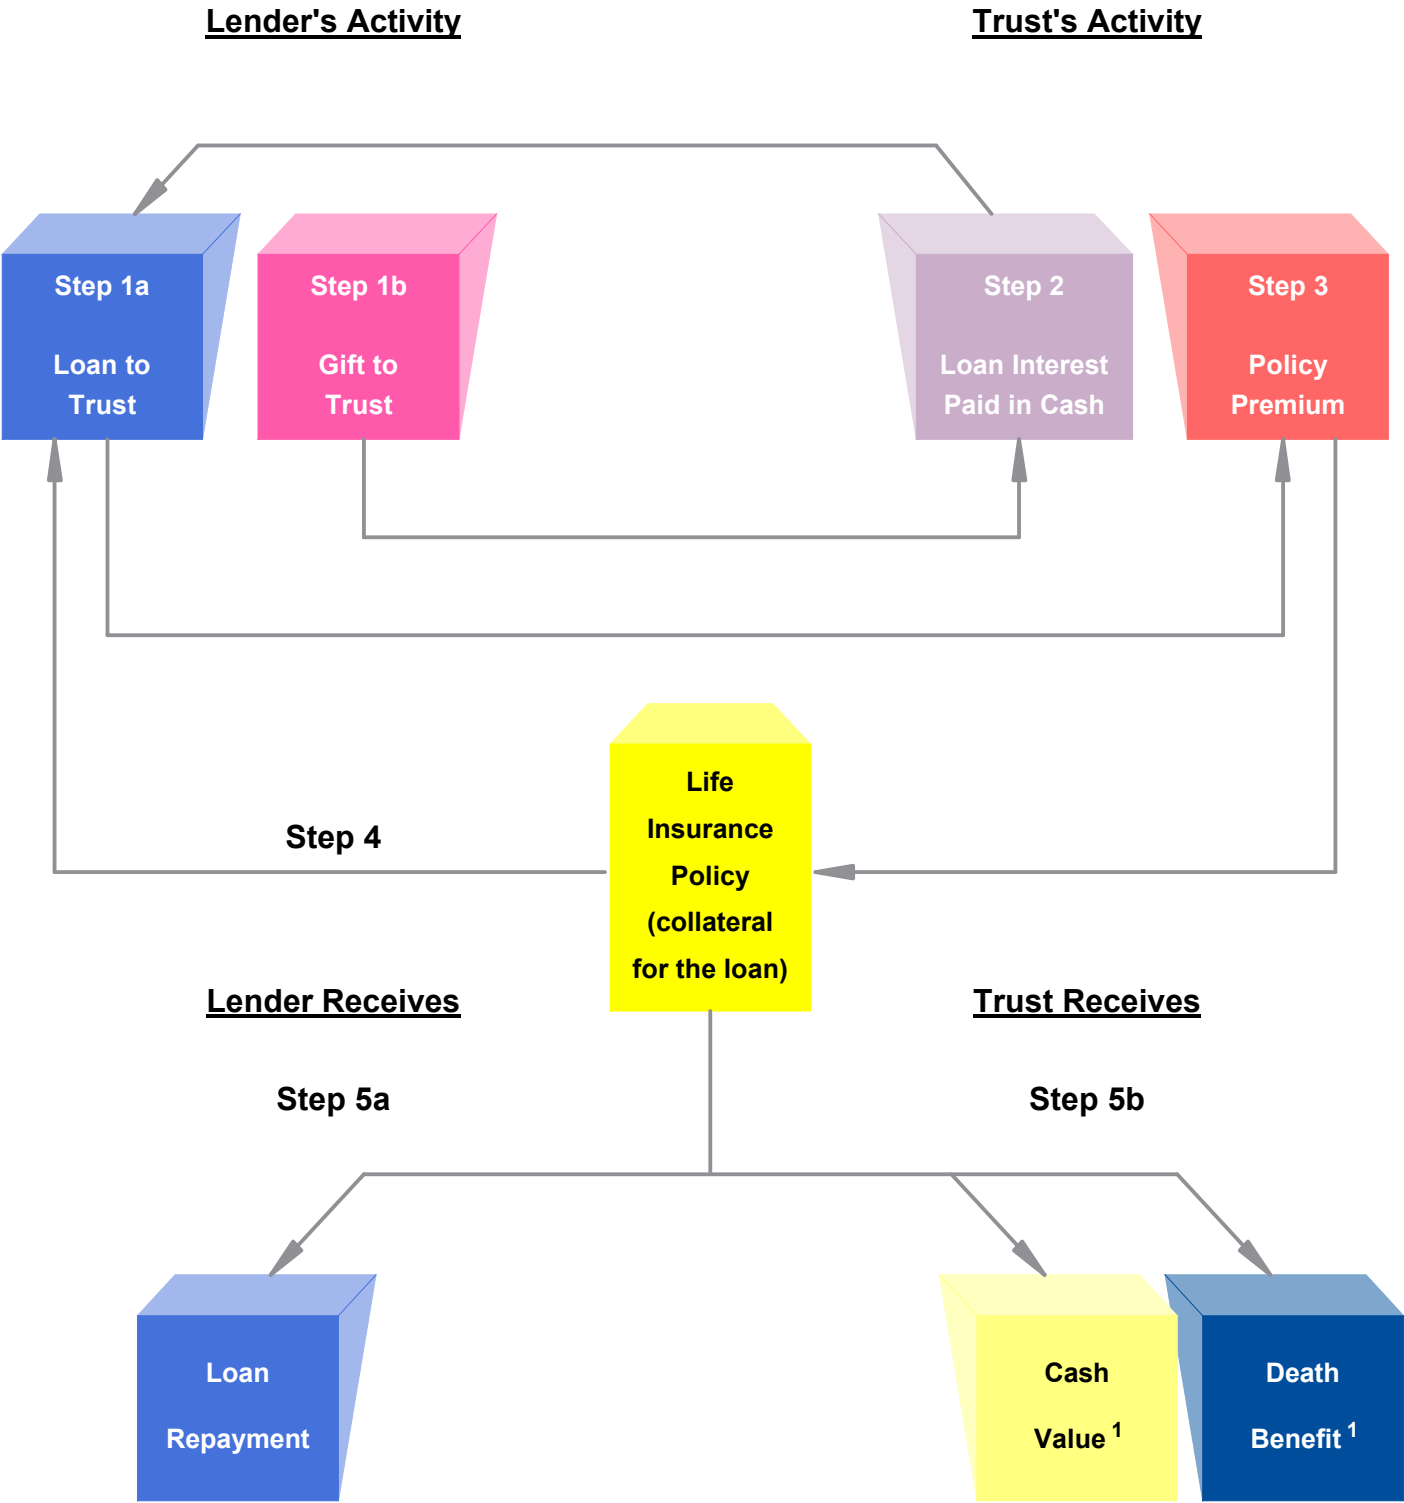 Lender's Activity
Trust's Activity
Step 1a
Loan to
Trust
Step 1b
Gift to
Trust
Step 2
Loan Interest
Paid in Cash
Step 3
Policy
Premium
Life
Insurance
Policy
(collateral
for the loan)
Step 4
Lender Receives
Trust Receives
Step 5a
Step 5b
Loan
Repayment
Cash
Value 1
Death
Benefit 1